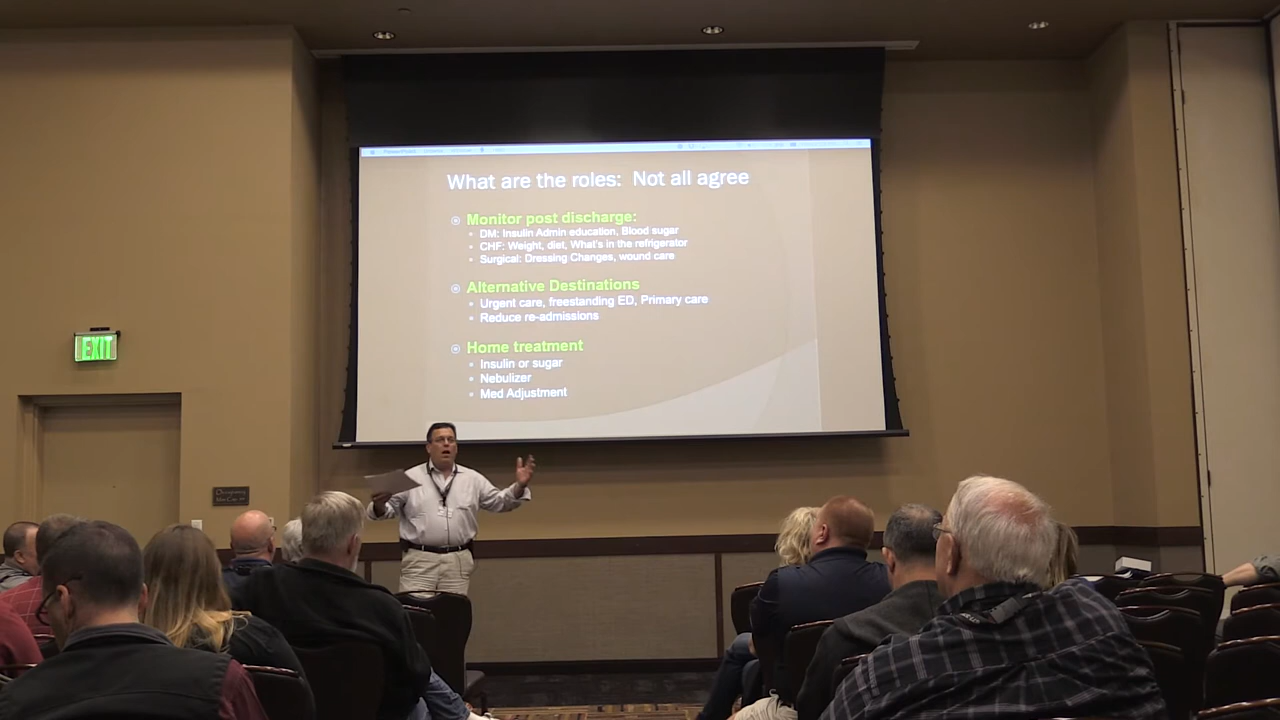 PowerPoint
What are the roles: Not all agree
Monitor post discharge:
DM: Insulin Admin education, Blood sugar
CHF: Weight, diet, What's in the refrigerator
Surgical: Dressing Changes, wound care
Alternative Destinations
Urgent care, freestanding ED, Primary care
Reduce re-admissions
Home treatment
Insulin or sugar
Nebulizer
Med Adjustment
EXIT